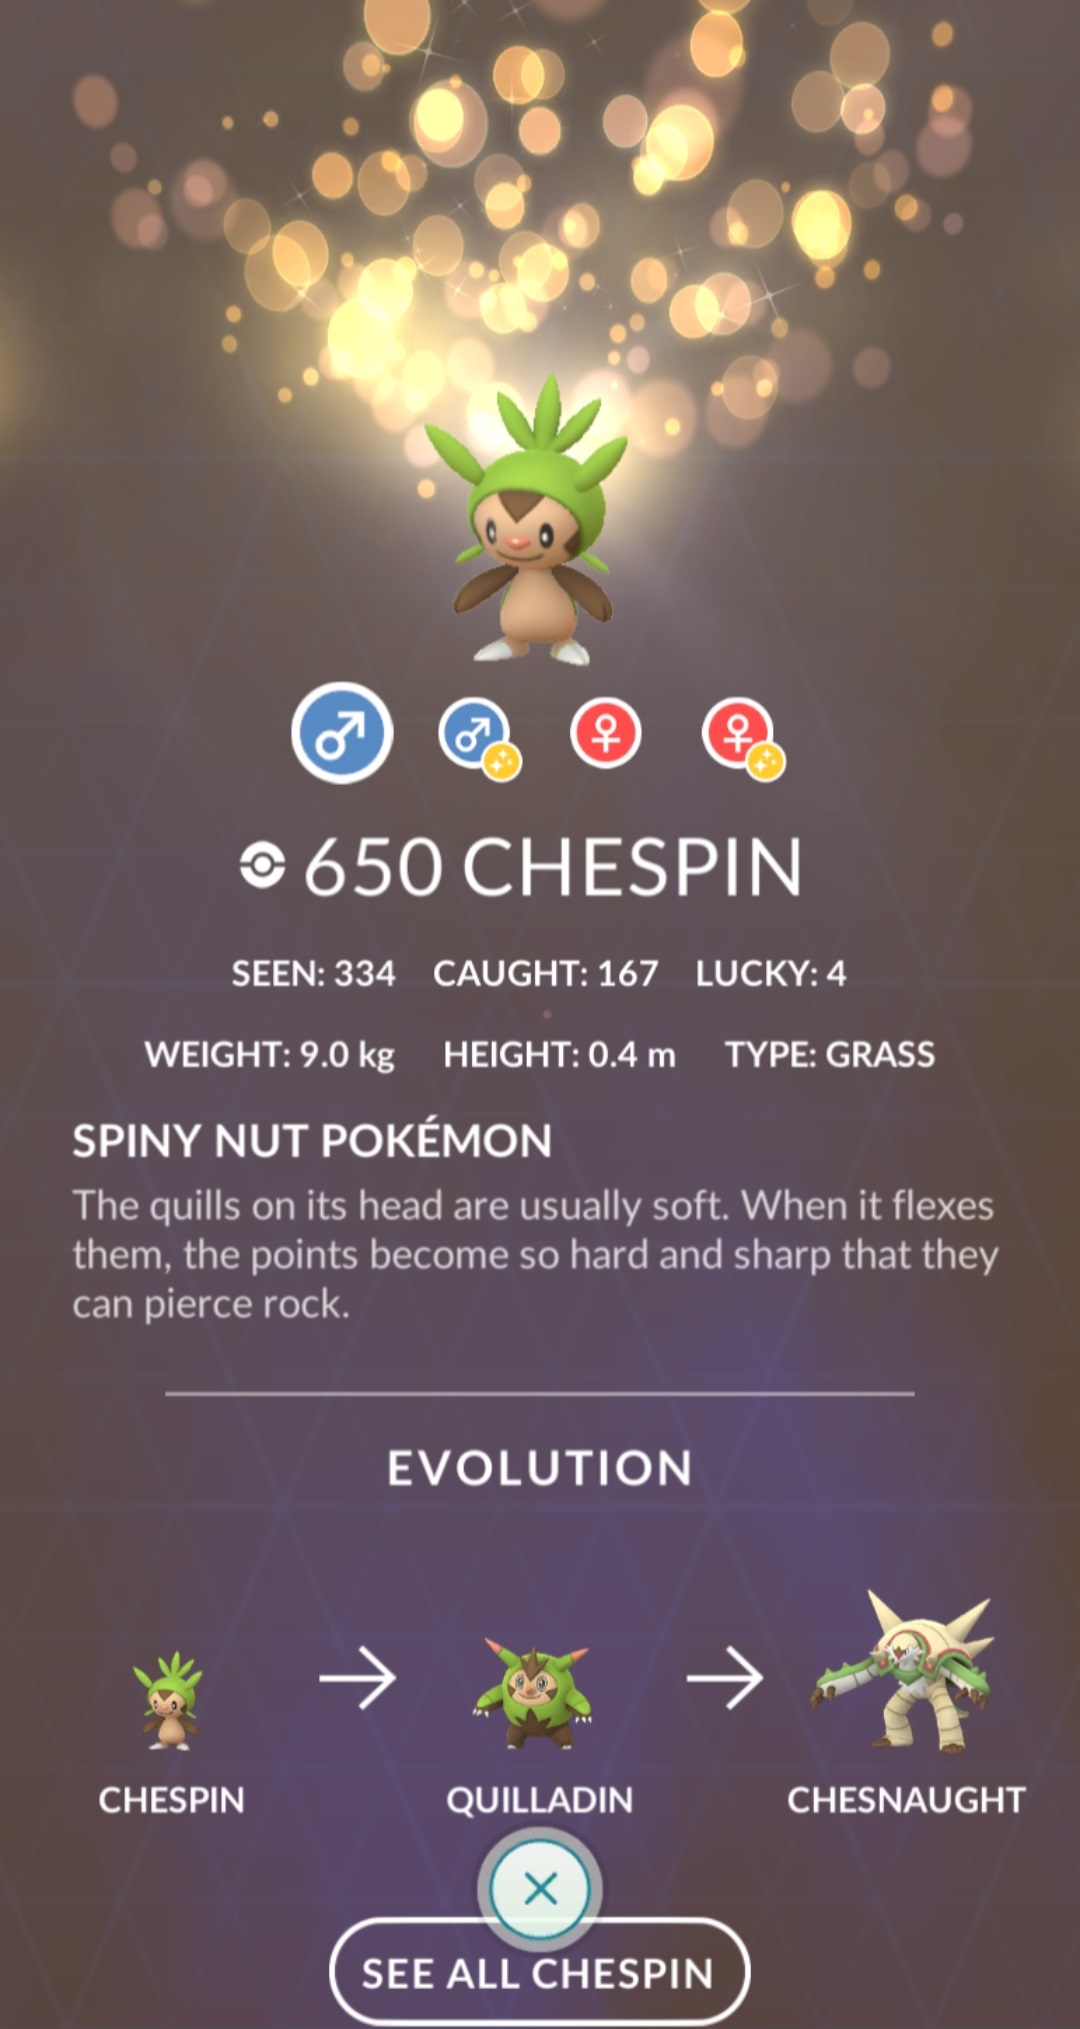 650 CHESPIN
SEEN: 334 CAUGHT: 167 LUCKY: 4
WEIGHT: 9.0 kg HEIGHT: 0.4 m TYPE: GRASS
SPINY NUT POKÉMON
The quills on its head are usually soft. When it flexes
them, the points become so hard and sharp that they
can pierce rock.
EVOLUTION
CHESPIN QUILLADIN CHESNAUGHT
SEE ALL CHESPIN